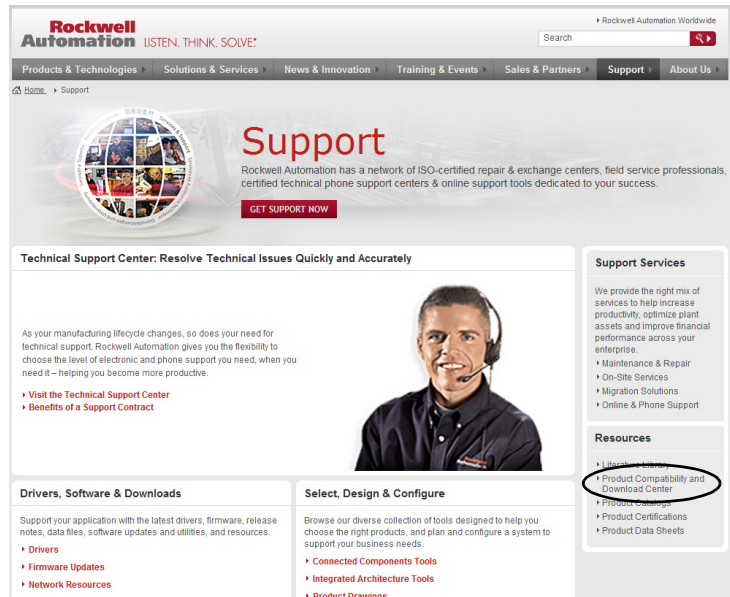 Rockwell Automation Worldwide
Rockwell
Automation LISTEN. THINK. SOLVE.®
Search
Products & Technologies Solutions & Services News & Innovation Training & Events Sales & Partners Support About Us
Home Support
Support
Rockwell Automation has a network of ISO-certified repair & exchange centers, field service professionals,
certified technical phone support centers & online support tools dedicated to your success.
GET SUPPORT NOW
Technical Support Center: Resolve Technical Issues Quickly and Accurately
As your manufacturing lifecycle changes, so does your need for
technical support. Rockwell Automation gives you the flexibility to
choose the level of electronic and phone support you need, when you
need it – helping you become more productive.
Visit the Technical Support Center
Benefits of a Support Contract
Support Services
We provide the right mix of
services to help increase
productivity, optimize plant
assets and improve financial
performance across your
enterprise.
Maintenance & Repair
On-Site Services
Migration Solutions
Online & Phone Support
Resources
Literature Library
Product Compatibility and
Download Center
Product Catalogs
Product Certifications
Product Data Sheets
Drivers, Software & Downloads
Support your application with the latest drivers, firmware, release
notes, data files, software updates and utilities, and resources.
Drivers
Firmware Updates
Network Resources
Select, Design & Configure
Browse our diverse collection of tools designed to help you
choose the right products, and plan and configure a system to
support your business needs.
Connected Components Tools
Integrated Architecture Tools
Product Drawings